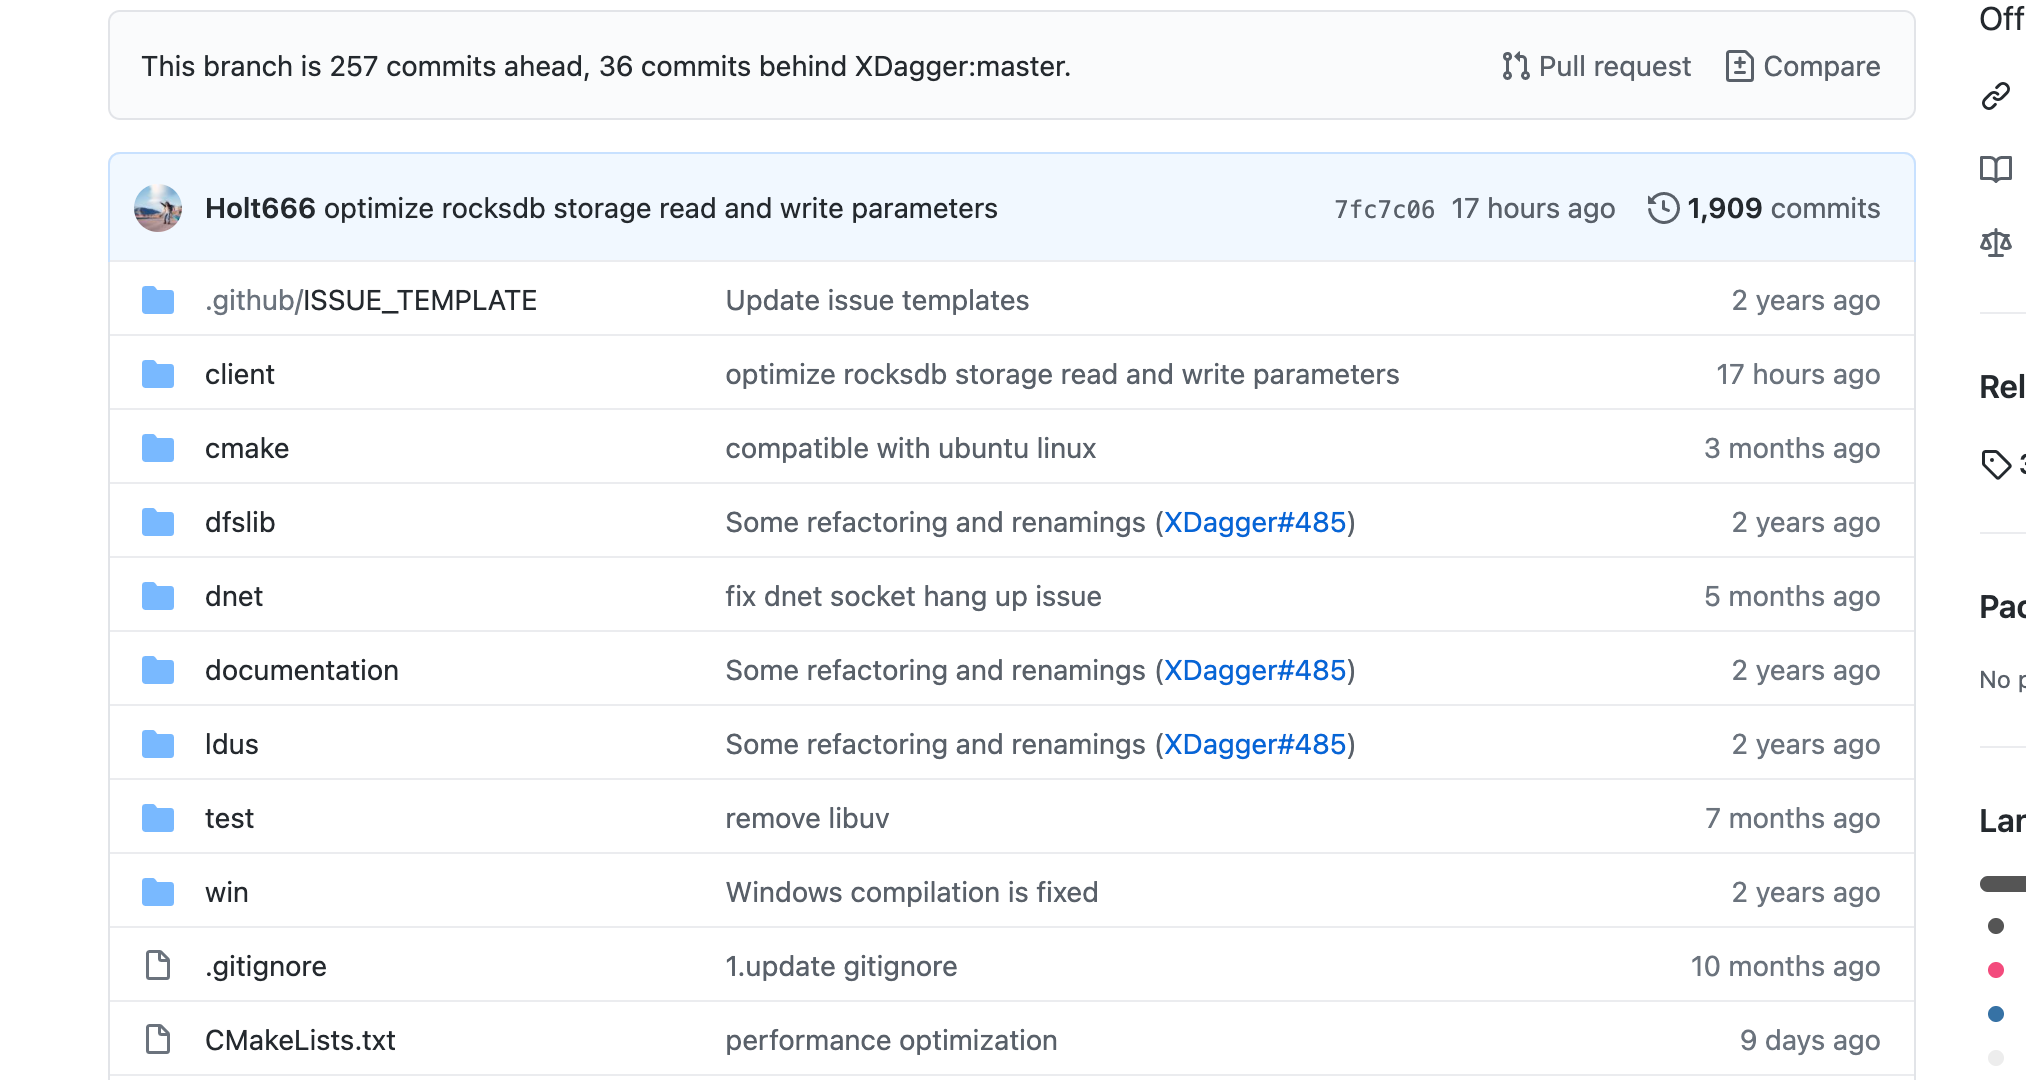 Off
This branch is 257 commits ahead, 36 commits behind XDagger:master. Pull request Compare
Holt666 optimize rocksdb storage read and write parameters 7fc7c06 17 hours ago 1,909 commits
.github/ISSUE_TEMPLATE Update issue templates 2 years ago
client optimize rocksdb storage read and write parameters 17 hours ago
Rel
cmake compatible with ubuntu linux 3 months ago
3
dfslib Some refactoring and renamings (XDagger#485) 2 years ago
dnet fix dnet socket hang up issue 5 months ago
Pac
documentation Some refactoring and renamings (XDagger#485) 2 years ago
No p
ldus Some refactoring and renamings (XDagger#485) 2 years ago
test remove libuv 7 months ago
Lar
win Windows compilation is fixed 2 years ago
.gitignore 1.update gitignore 10 months ago
CMakeLists.txt performance optimization 9 days ago